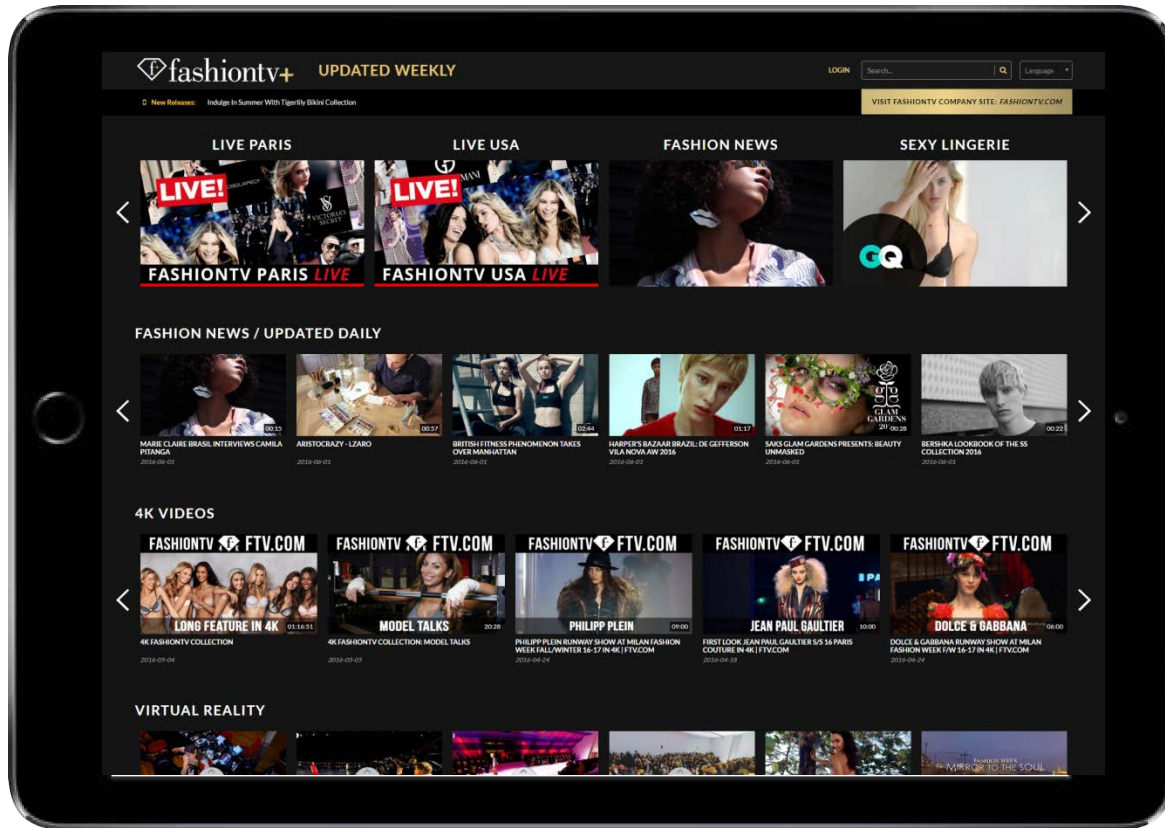 fashiontv+ UPDATED WEEKLY LOGIN Search... Language
New Releases: Indulge In Summer With Tigerlily Bikini Collection VISIT FASHIONTV COMPANY SITE: FASHIONTV.COM
LIVE PARIS LIVE USA FASHION NEWS SEXY LINGERIE
LIVE! LIVE!
VICTORIA'S
SECRET
GQ
FASHIONTV PARIS LIVE FASHIONTV USA LIVE
FASHION NEWS / UPDATED DAILY
GLAM
GARDENS
20
00:15 00:57 02:44 01:17 00:28 00:22
MARIE CLAIRE BRASIL INTERVIEWS CAMILA ARISTOCRAZY - LZARO BRITISH FITNESS PHENOMENON TAKES HARPER'S BAZAAR BRAZIL: DE GEFFERSON SAKS GLAM GARDENS PRESENTS: BEAUTY BERSHKA LOOKBOOK OF THE SS
PITANGA OVER MANHATTAN VILA NOVA AW 2016 UNMASKED COLLECTION 2016
2016-06-01 2016-06-01 2016-06-01 2016-06-01 2016-06-01 2016-06-01
4K VIDEOS
FASHIONTV FTV.COM FASHIONTV FTV.COM FASHIONTV FTV.COM FASHIONTV FTV.COM FASHIONTV FTV.COM
LONG FEATURE IN 4K 01:16:51 MODEL TALKS 20:28 PHILIPP PLEIN 09:00 JEAN PAUL GAULTIER 10:00 DOLCE & GABBANA 06:00
4K FASHIONTV COLLECTION 4K FASHIONTV COLLECTION: MODEL TALKS PHILIPP PLEIN RUNWAY SHOW AT MILAN FASHION FIRST LOOK JEAN PAUL GAULTIER S/S 16 PARIS DOLCE & GABBANA RUNWAY SHOW AT MILAN
WEEK FALL/WINTER 16-17 IN 4K | FTV.COM COUTURE IN 4K | FTV.COM FASHION WEEK F/W 16-17 IN 4K | FTV.COM
2016-05-04 2016-05-03 2016-04-24 2016-04-18 2016-04-24
VIRTUAL REALITY
FASHION WEEK
MIRROR TO THE SOUL